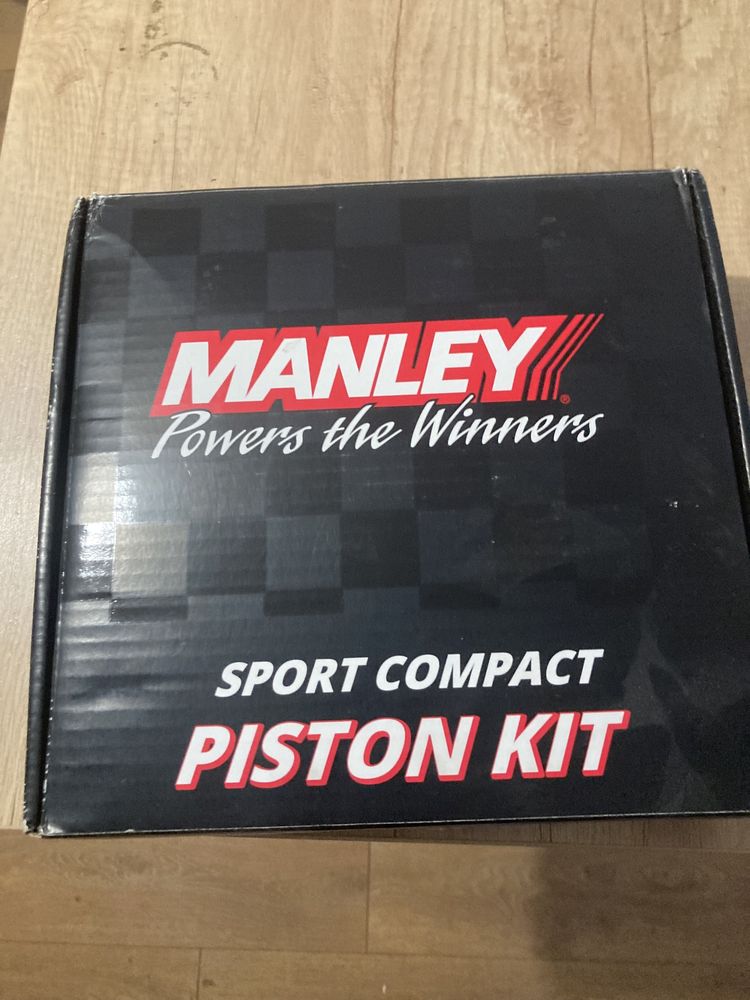 MANLEY®
Powers the Winners
SPORT COMPACT
PISTON KIT